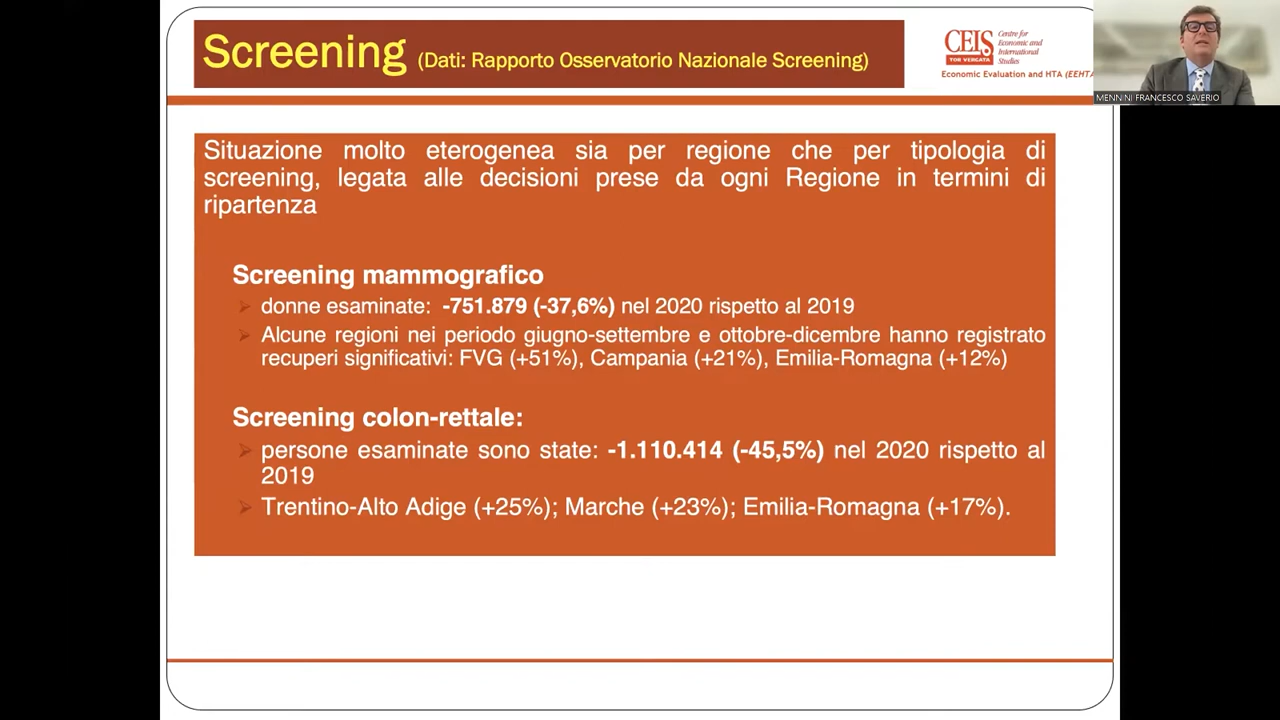 Screening (Dati: Rapporto Osservatorio Nazionale Screening)
CEIS
TOR VERGATA
Centre for
Economic and
International
Studies
Economic Evaluation and HTA (EEHTA
MENNINI FRANCESCO SAVERIO
Situazione molto eterogenea sia per regione che per tipologia di
screening, legata alle decisioni prese da ogni Regione in termini di
ripartenza
Screening mammografico
donne esaminate: -751.879 (-37,6%) nel 2020 rispetto al 2019
Alcune regioni nei periodo giugno-settembre e ottobre-dicembre hanno registrato
recuperi significativi: FVG (+51%), Campania (+21%), Emilia-Romagna (+12%)
Screening colon-rettale:
persone esaminate sono state: -1.110.414 (-45,5%) nel 2020 rispetto al
2019
Trentino-Alto Adige (+25%); Marche (+23%); Emilia-Romagna (+17%).